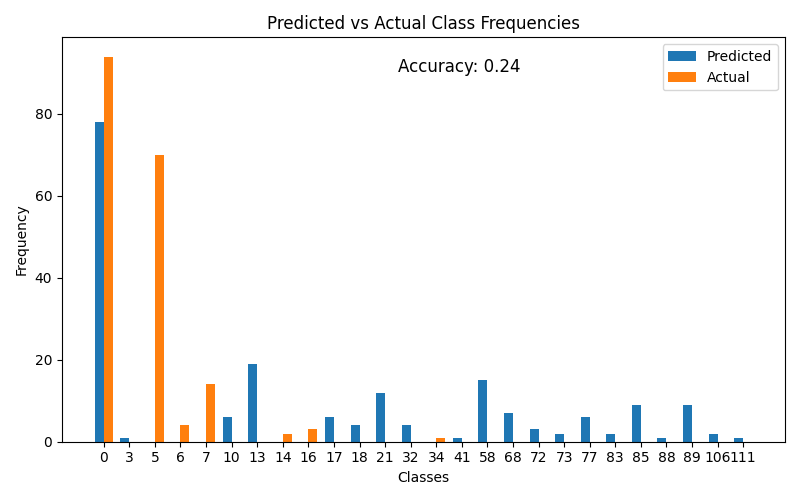 Predicted vs Actual Class Frequencies
Accuracy: 0.24
Predicted
Actual
Frequency
80
60
40
20
0
0 3 5 6 7 10 13 14 16 17 18 21 32 34 41 58 68 72 73 77 83 85 88 89 106 111
Classes